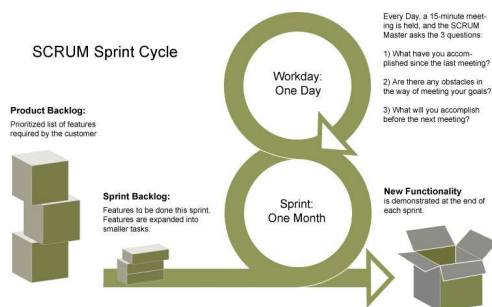 SCRUM Sprint Cycle
Every Day, a 15-minute meet-
ing is held, and the SCRUM
Master asks the 3 questions:
1) What have you accom-
plished since the last meeting?
2) Are there any obstacles in
the way of meeting your goals?
3) What will you accomplish
before the next meeting?
Workday:
One Day
Product Backlog:
Prioritized list of features
required by the customer
Sprint Backlog:
Features to be done this sprint.
Features are expanded into
smaller tasks.
Sprint:
One Month
New Functionality
is demonstrated at the end of
each sprint.